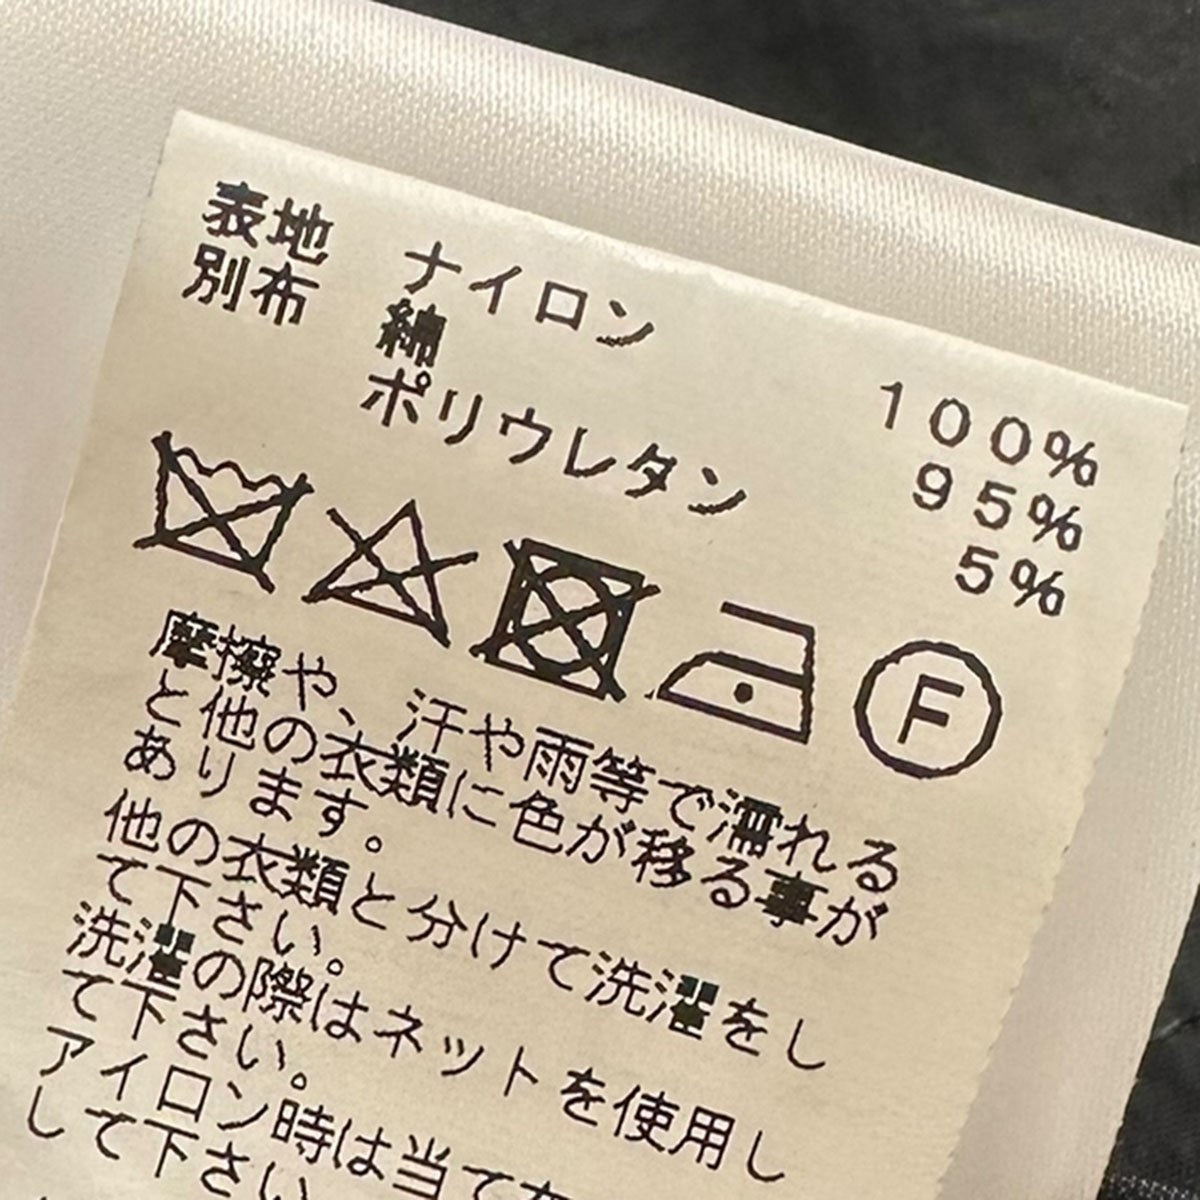 表地 ナイロン 100%
別布 綿 95%
ポリウレタン 5%
F
摩擦や、汗や雨等で濡れる
と他の衣類に色が移る事が
あります。
他の衣類と分けて洗濯をし
て下さい。
洗濯の際はネットを使用し
て下さい。
アイロン時は当て布
して下さい